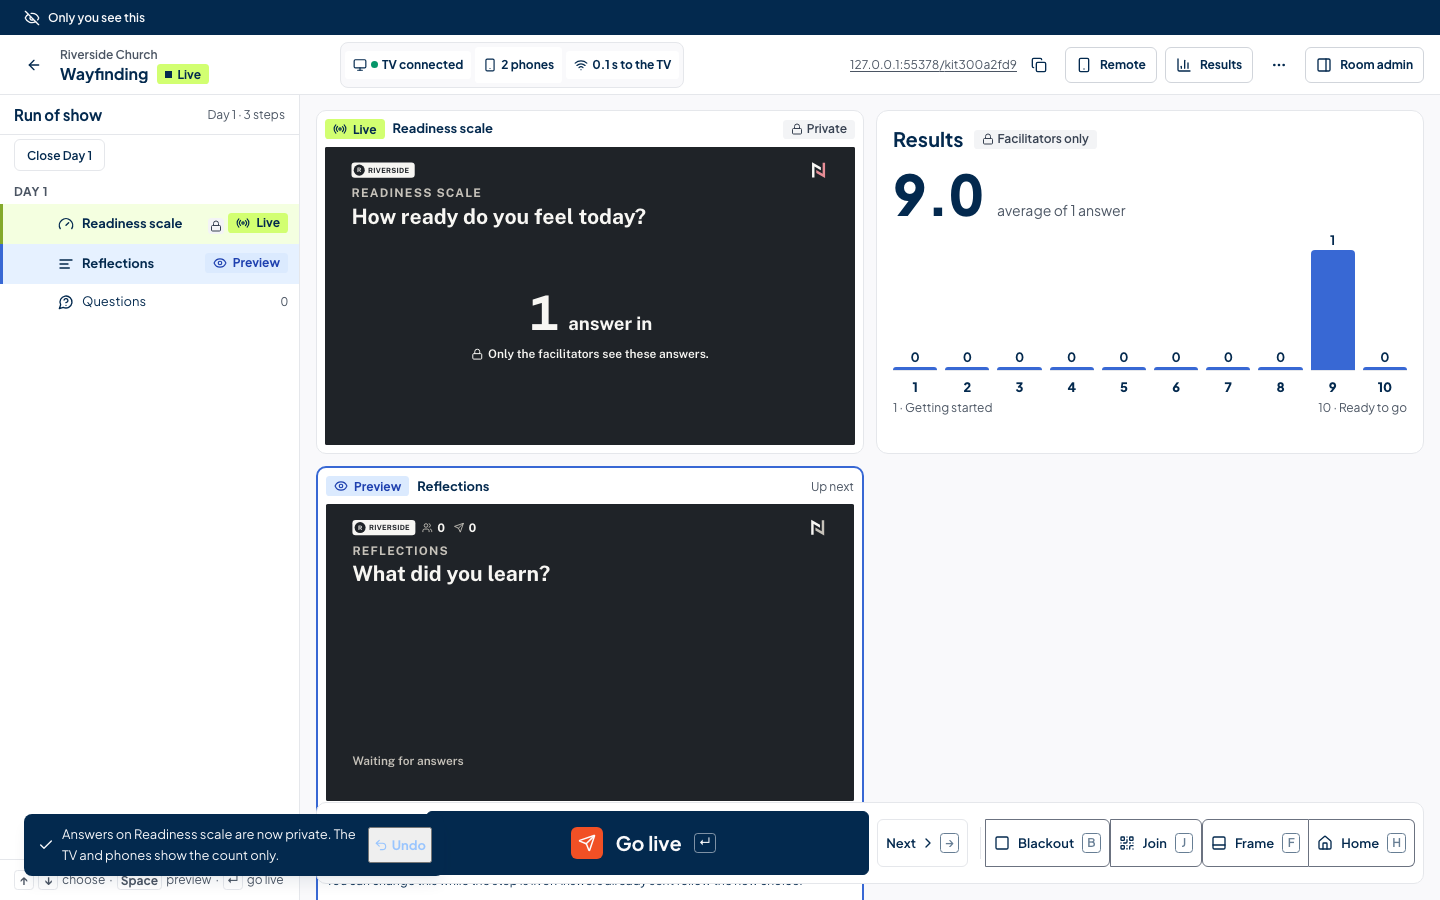 Only you see this
Riverside Church
Wayfinding
Live
TV connected
2 phones
0.1 s to the TV
127.0.0.1:55378/kit300a2fd9
Remote
Results
Room admin
Run of show
Day 1 · 3 steps
Close Day 1
DAY 1
Readiness scale
Live
Reflections
Preview
Questions
0
Live
Readiness scale
Private
R RIVERSIDE
READINESS SCALE
How ready do you feel today?
1 answer in
Only the facilitators see these answers.
Results
Facilitators only
9.0 average of 1 answer
0 0 0 0 0 0 0 0 1 0
1 2 3 4 5 6 7 8 9 10
1 · Getting started
10 · Ready to go
Preview
Reflections
Up next
R RIVERSIDE
0
0
REFLECTIONS
What did you learn?
Waiting for answers
Answers on Readiness scale are now private. The
TV and phones show the count only.
Undo
Go live
Next
Blackout B
Join J
Frame F
Home H
choose · Space preview · go live